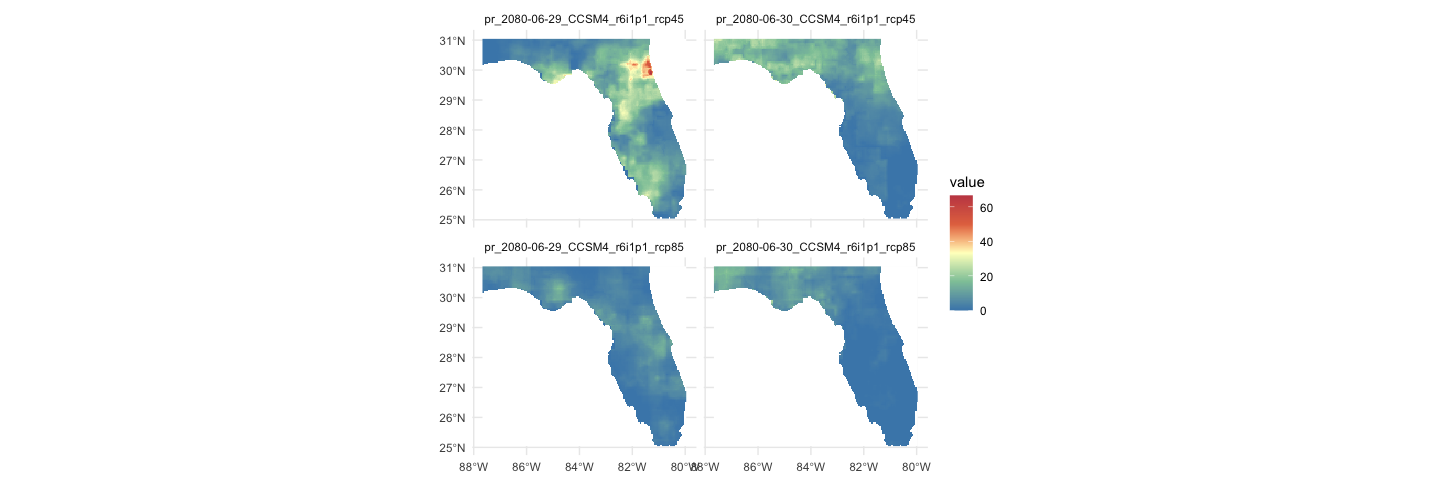 pr_2080-06-29_CCSM4_r6i1p1_rcp45 pr_2080-06-30_CCSM4_r6i1p1_rcp45
31°N
30°N
29°N
28°N
27°N
26°N
25°N
value
60
40
20
0
pr_2080-06-29_CCSM4_r6i1p1_rcp85 pr_2080-06-30_CCSM4_r6i1p1_rcp85
31°N
30°N
29°N
28°N
27°N
26°N
25°N
88°W 86°W 84°W 82°W 80°W 88°W 86°W 84°W 82°W 80°W